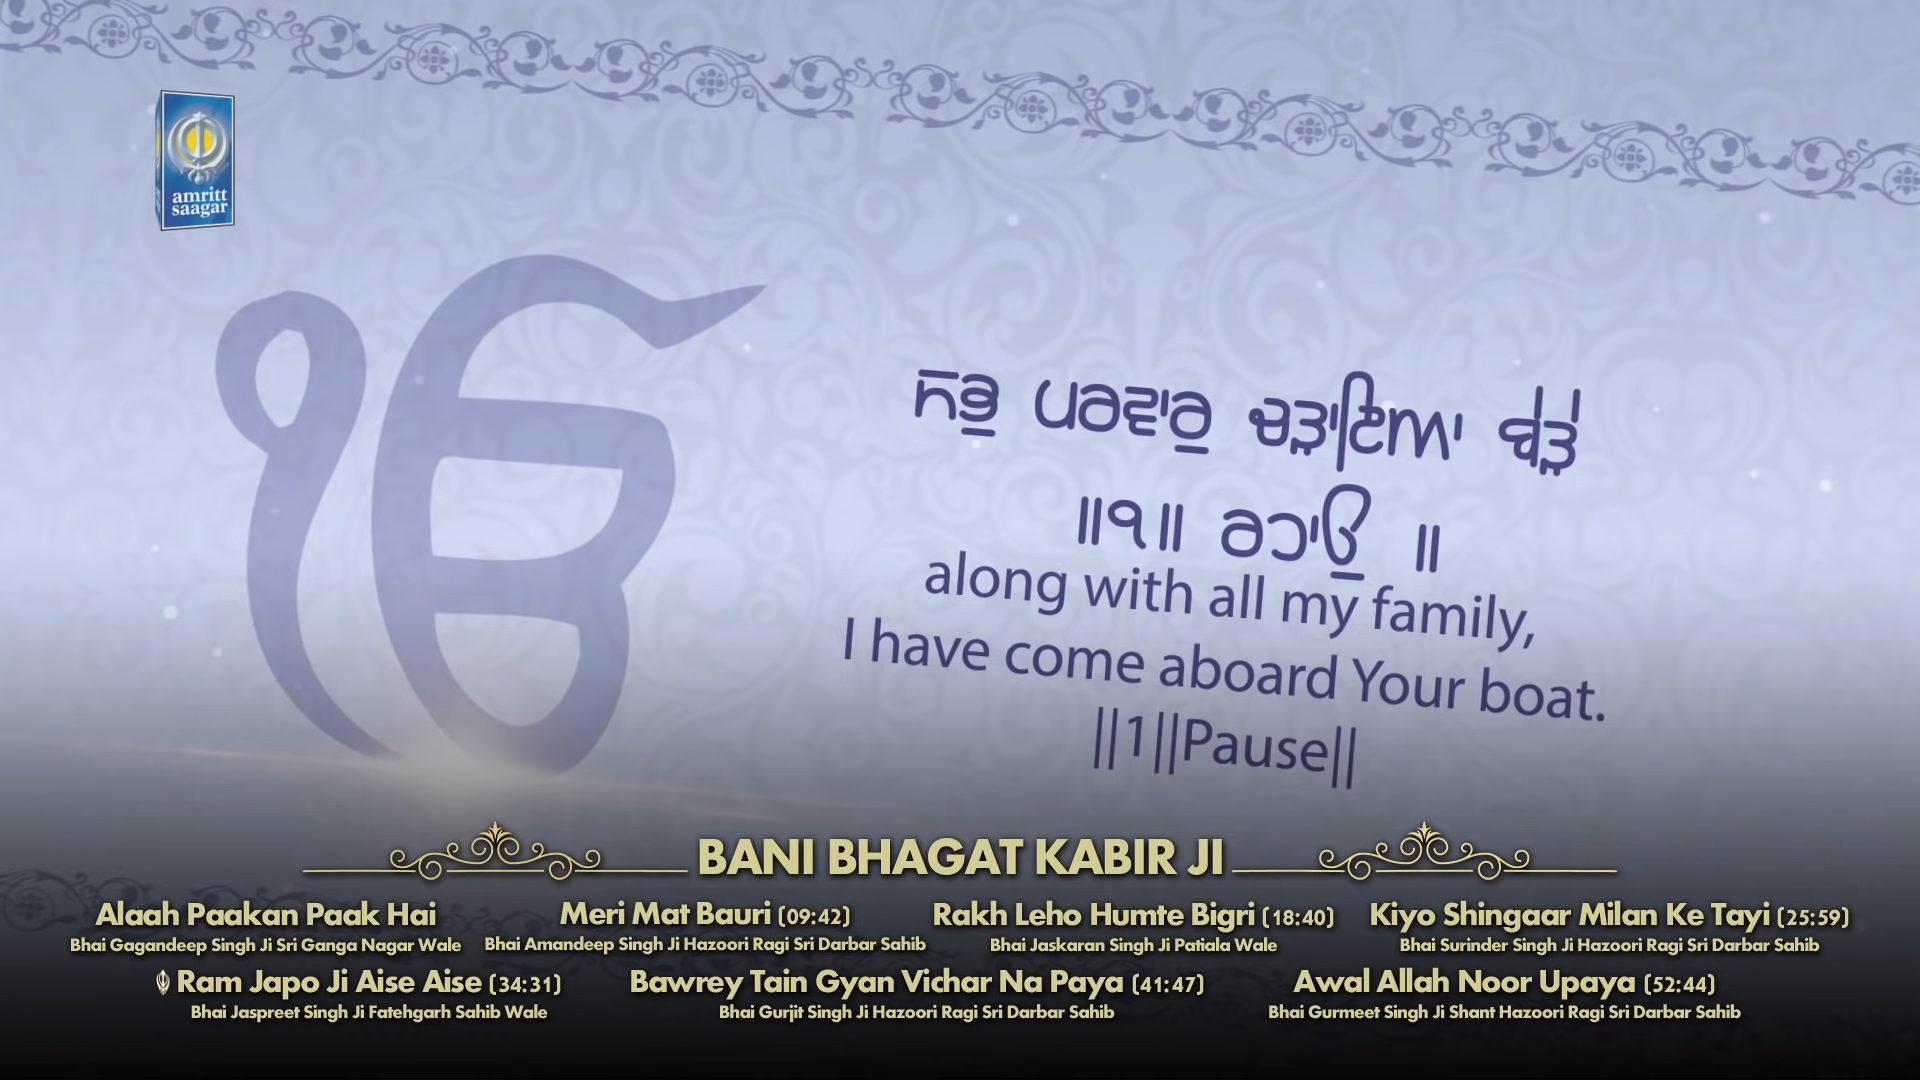 amritt
saagar
ਸਭੁ ਪਰਵਾਰੁ ਚੜਾਇਆ ਬੇੜੇ
॥੧॥ ਰਹਾਉ ॥
along with all my family,
I have come aboard Your boat.
||1||Pause||
BANI BHAGAT KABIR JI
Alaah Paakan Paak Hai Meri Mat Bauri (09:42) Rakh Leho Humte Bigri (18:40) Kiyo Shingaar Milan Ke Tayi (25:59)
Bhai Gagandeep Singh Ji Sri Ganga Nagar Wale Bhai Amandeep Singh Ji Hazoori Ragi Sri Darbar Sahib Bhai Jaskaran Singh Ji Patiala Wale Bhai Surinder Singh Ji Hazoori Ragi Sri Darbar Sahib
Ram Japo Ji Aise Aise (34:31) Bawrey Tain Gyan Vichar Na Paya (41:47) Awal Allah Noor Upaya (52:44)
Bhai Jaspreet Singh Ji Fatehgarh Sahib Wale Bhai Gurjit Singh Ji Hazoori Ragi Sri Darbar Sahib Bhai Gurmeet Singh Ji Shant Hazoori Ragi Sri Darbar Sahib